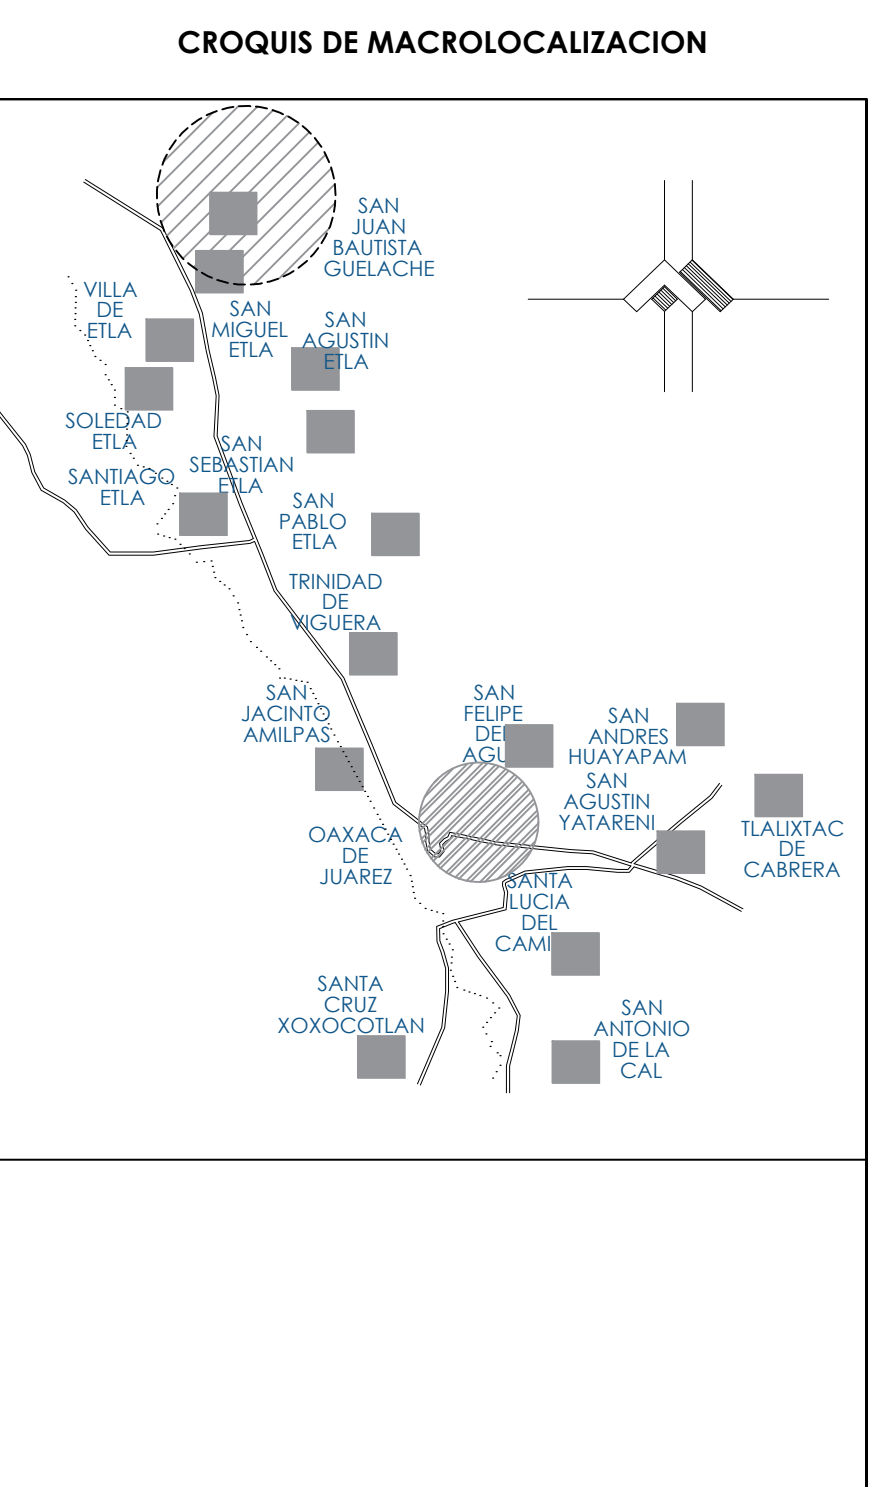 CROQUIS DE MACROLOCALIZACION
SAN
JUAN
BAUTISTA
GUELACHE
VILLA
DE
ETLA
SAN
MIGUEL
ETLA
SAN
AGUSTIN
ETLA
SOLEDAD
ETLA
SAN
SEBASTIAN
ETLA
SANTIAGO
ETLA
SAN
PABLO
ETLA
TRINIDAD
DE
VIGUERA
SAN
JACINTO
AMILPAS
SAN
FELIPE
DEL
AGU
SAN
ANDRES
HUAYAPAM
SAN
AGUSTIN
YATARENI
TLALIXTAC
DE
CABRERA
OAXACA
DE
JUAREZ
SANTA
LUCIA
DEL
CAMI
SANTA
CRUZ
XOXOCOTLAN
SAN
ANTONIO
DE LA
CAL